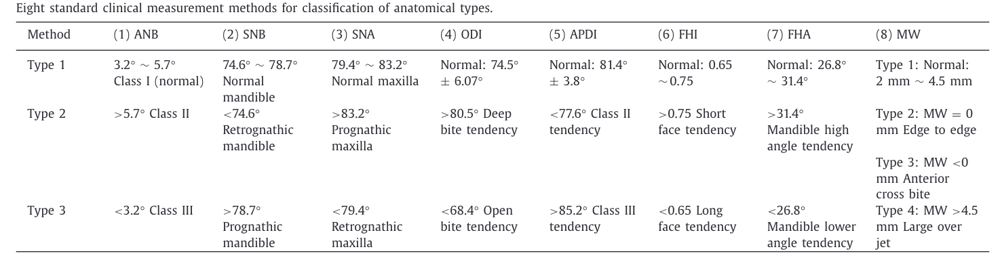 Eight standard clinical measurement methods for classification of anatomical types.
Method (1) ANB (2) SNB (3) SNA (4) ODI (5) APDI (6) FHI (7) FHA (8) MW
Type 1 3.2° ∼ 5.7° 74.6° ∼ 78.7° 79.4° ∼ 83.2° Normal: 74.5° Normal: 81.4° Normal: 0.65 Normal: 26.8° Type 1: Normal:
Class I (normal) Normal Normal maxilla ± 6.07° ± 3.8° ∼0.75 ∼ 31.4° 2 mm ∼ 4.5 mm
mandible
Type 2 >5.7° Class II <74.6° >83.2° >80.5° Deep <77.6° Class II >0.75 Short >31.4° Type 2: MW = 0
Retrognathic Prognathic bite tendency tendency face tendency Mandible high mm Edge to edge
mandible maxilla angle tendency
Type 3: MW <0
mm Anterior
cross bite
Type 3 <3.2° Class III >78.7° <79.4° <68.4° Open >85.2° Class III <0.65 Long <26.8° Type 4: MW >4.5
Prognathic Retrognathic bite tendency tendency face tendency Mandible lower mm Large over
mandible maxilla angle tendency jet